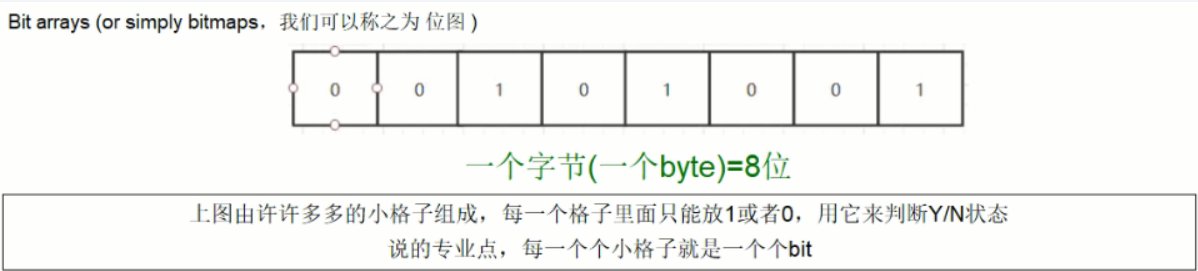 Bit arrays (or simply bitmaps，我们可以称之为 位图 )
0 0 1 0 1 0 0 1
一个字节(一个byte)=8位
上图由许许多多的小格子组成，每一个格子里面只能放1或者0，用它来判断Y/N状态
说的专业点，每一个个小格子就是一个个bit